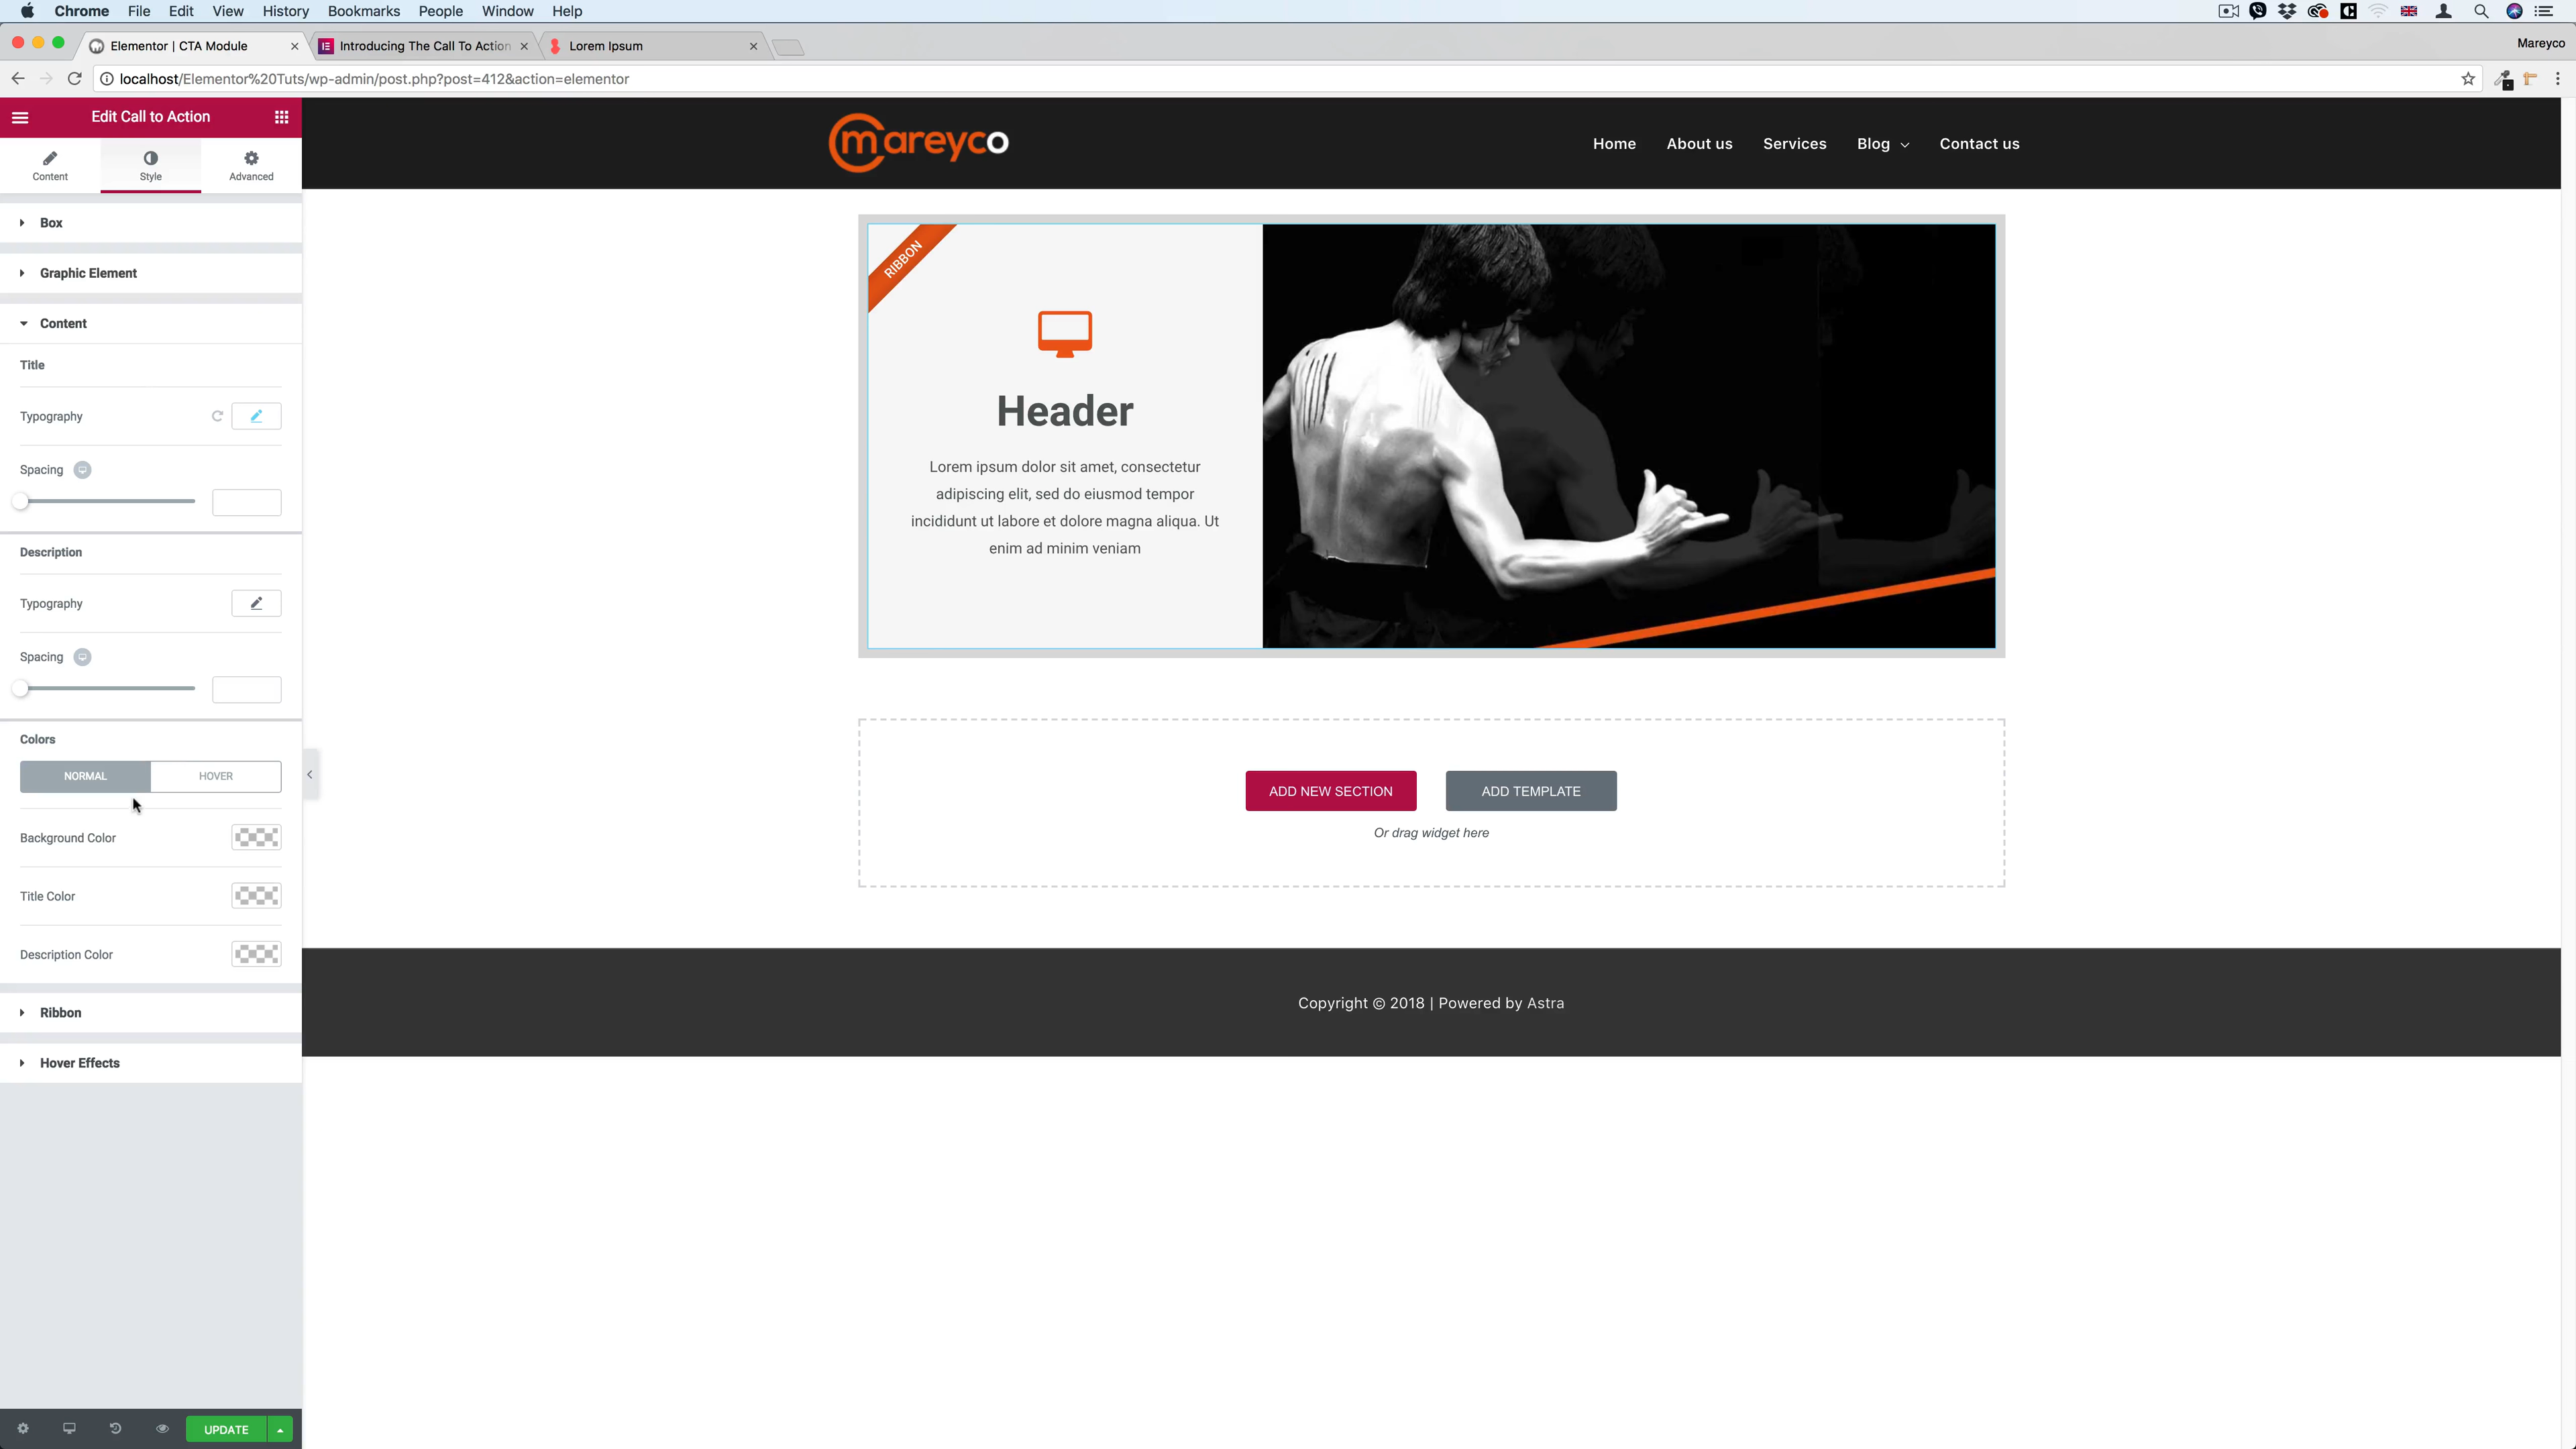 Chrome File Edit View History Bookmarks People Window Help
Elementor | CTA Module
Introducing The Call To Action
Lorem Ipsum
Mareyco
localhost/Elementor%20Tuts/wp-admin/post.php?post=412&action=elementor
Edit Call to Action
Content Style Advanced
Box
Graphic Element
Content
Title
Typography
Spacing
Description
Typography
Spacing
Colors
NORMAL HOVER
Background Color
Title Color
Description Color
Ribbon
Hover Effects
UPDATE
mareyco
Home About us Services Blog Contact us
RIBBON
Header
Lorem ipsum dolor sit amet, consectetur
adipiscing elit, sed do eiusmod tempor
incididunt ut labore et dolore magna aliqua. Ut
enim ad minim veniam
ADD NEW SECTION ADD TEMPLATE
Or drag widget here
Copyright © 2018 | Powered by Astra